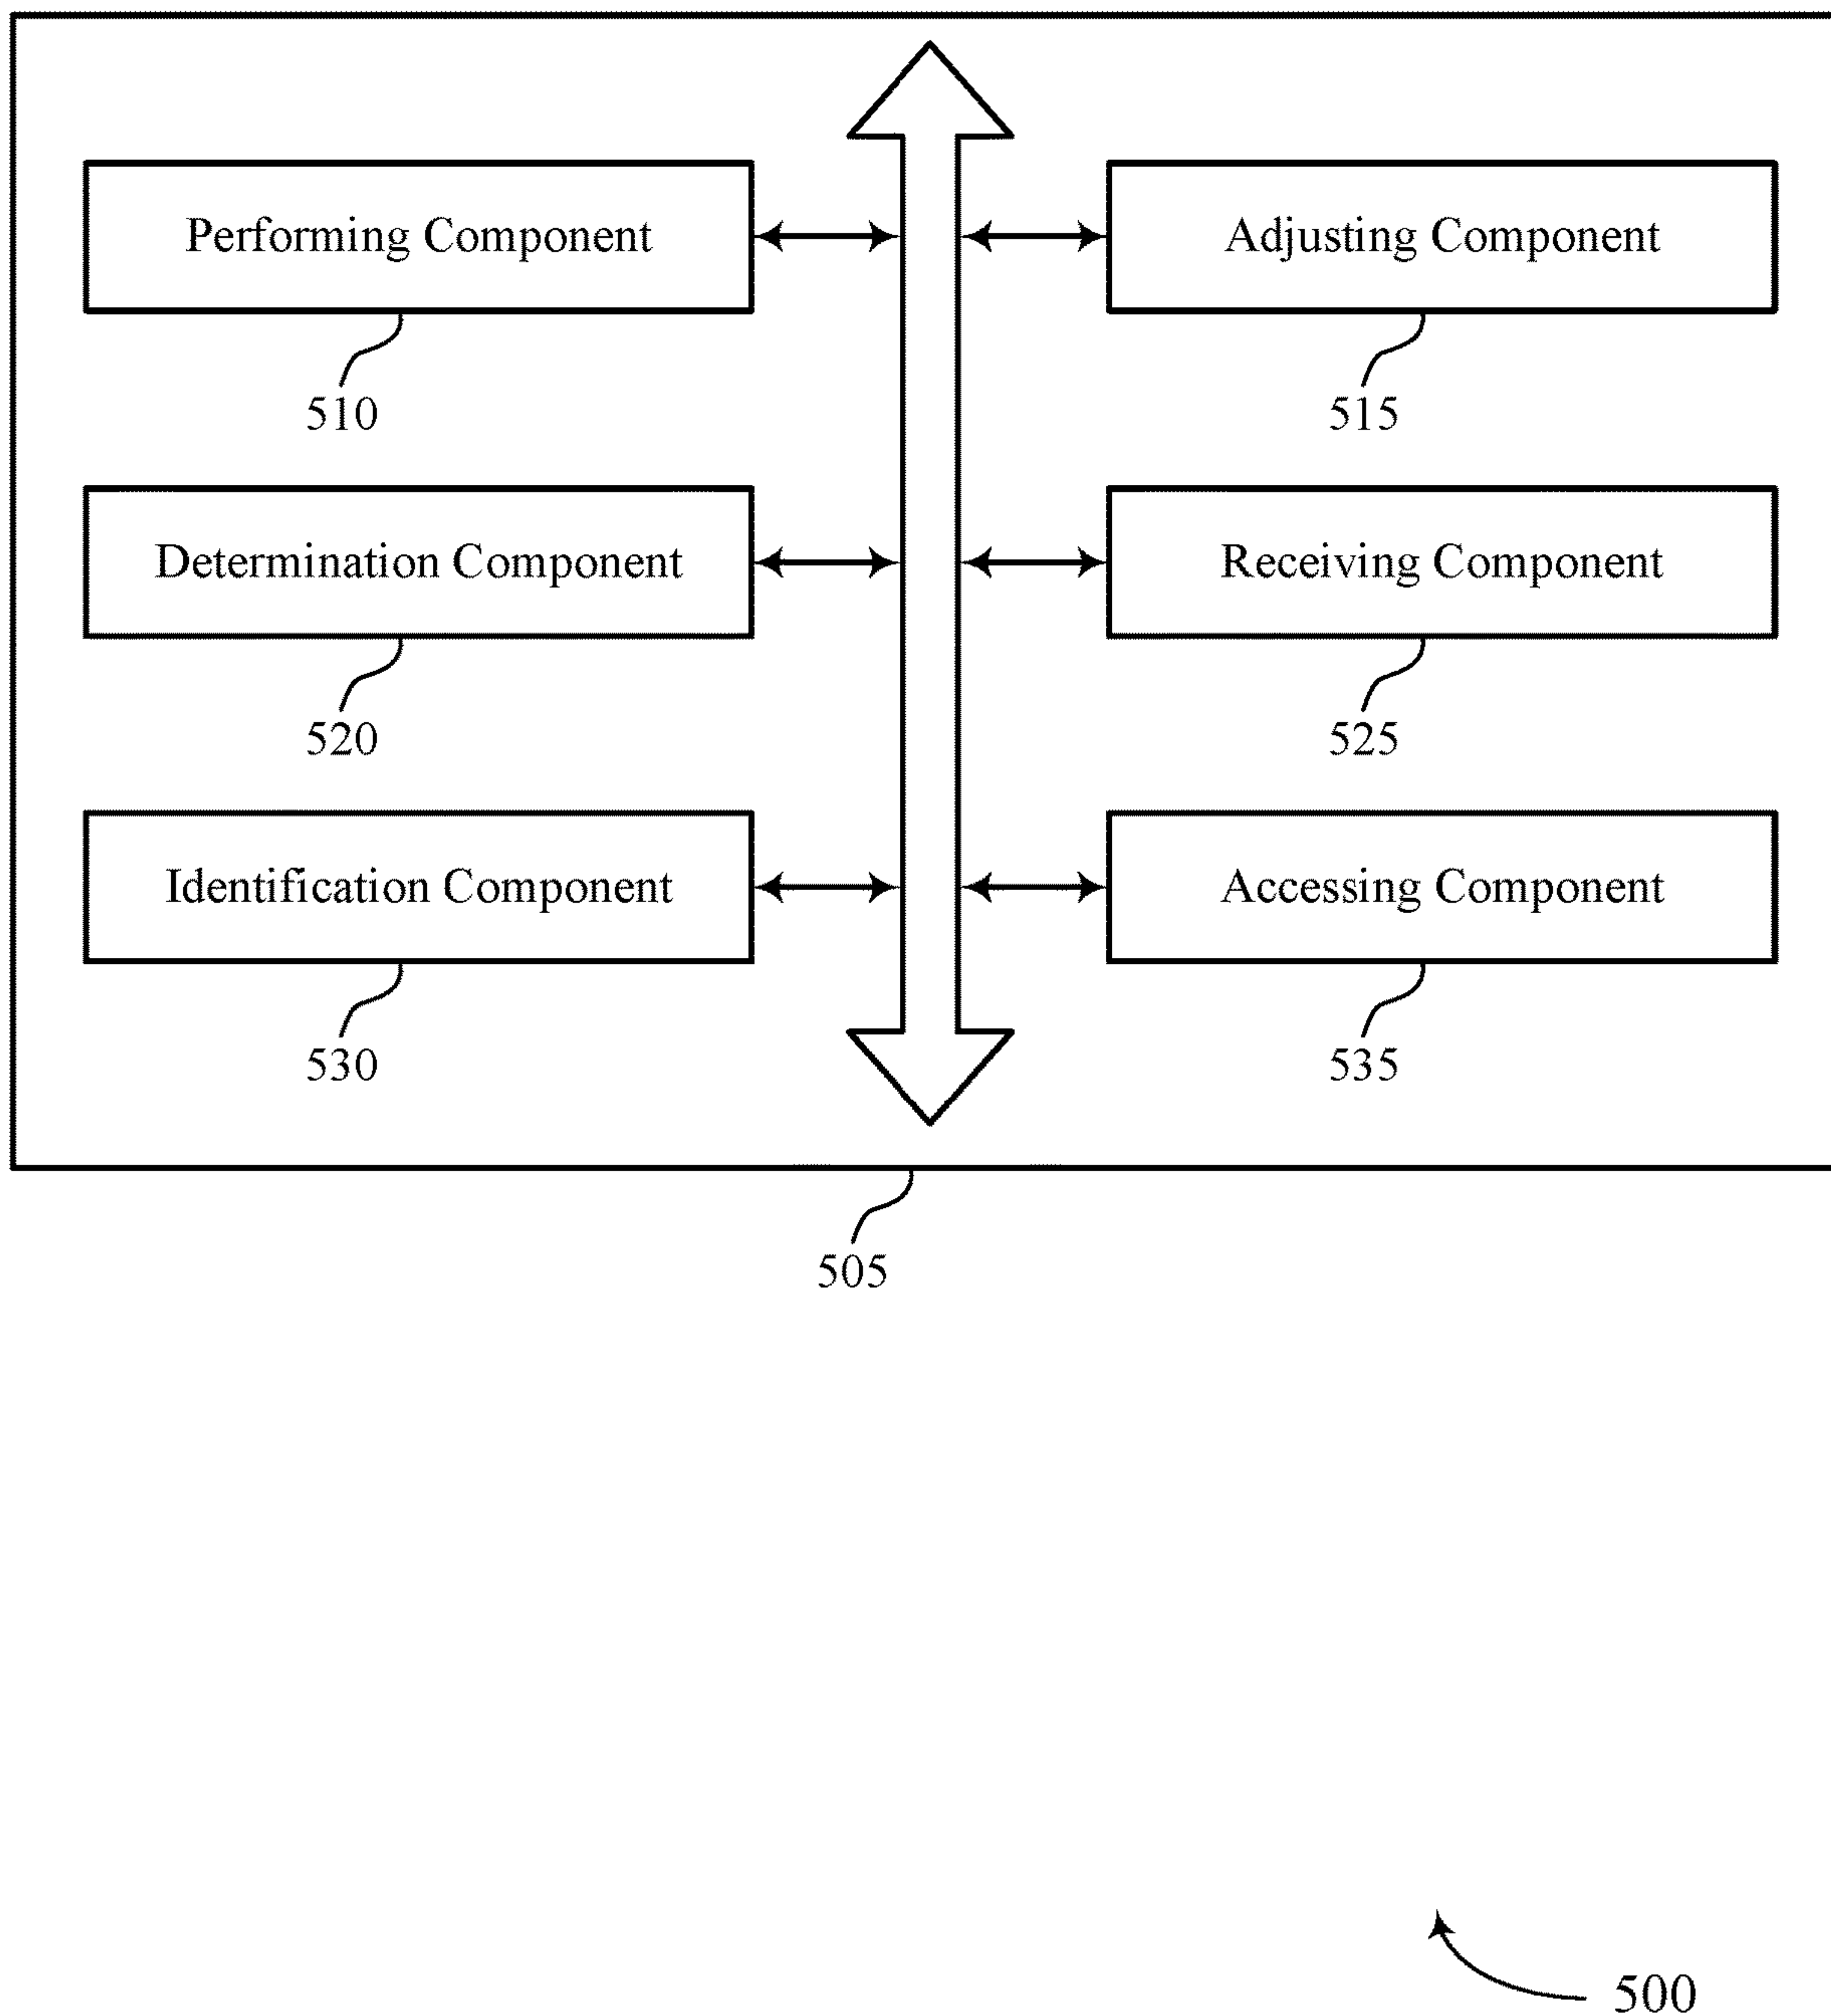 Performing Component
Adjusting Component
510
515
Determination Component
Receiving Component
520
525
Identification Component
Accessing Component
530
535
505
500